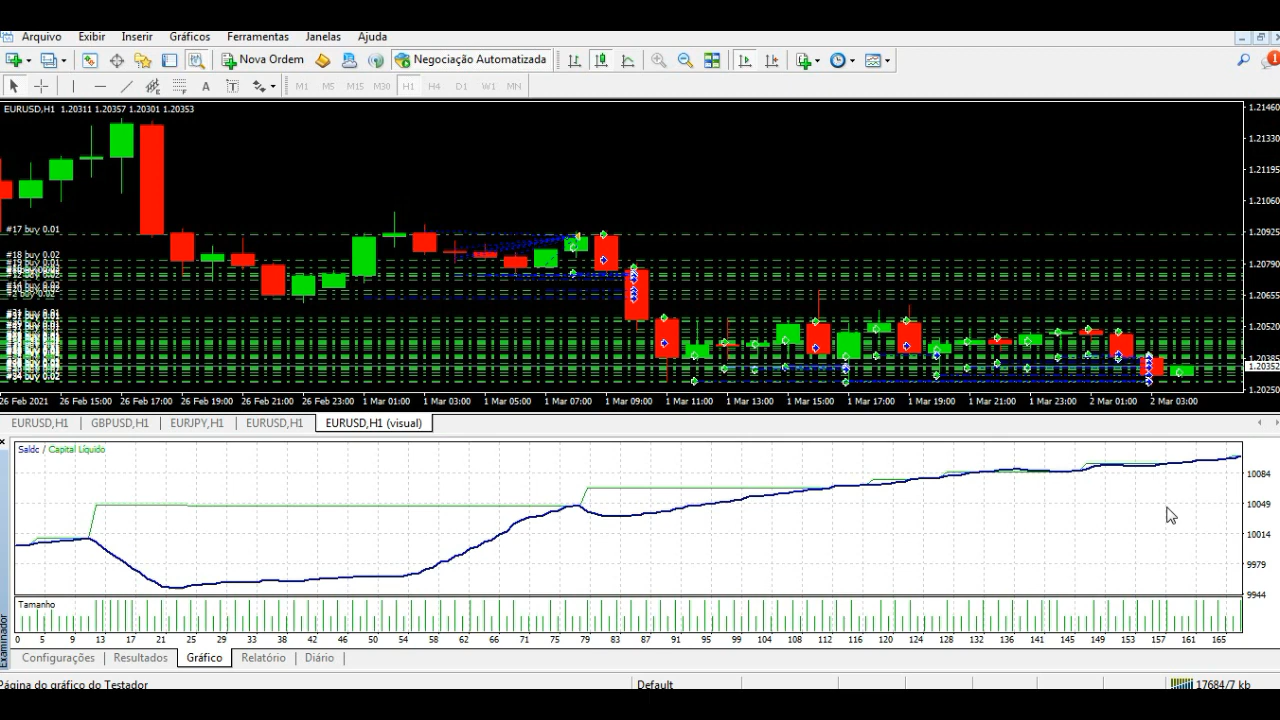 Arquivo Exibir Inserir Gráficos Ferramentas Janelas Ajuda
Nova Ordem Negociação Automatizada 1
A T M1 M5 M15 M30 H1 H4 D1 W1 MN
EURUSD,H1 1.20311 1.20357 1.20301 1.20353
1.21460
1.21330
1.21195
1.21060
#17 buy 0.01
1.20925
#18 buy 0.02
1.20790
1.20655
1.20520
1.20385
1.20352
#34 buy 0.02
1.20250
26 Feb 2021 26 Feb 15:00 26 Feb 17:00 26 Feb 19:00 26 Feb 21:00 26 Feb 23:00 1 Mar 01:00 1 Mar 03:00 1 Mar 05:00 1 Mar 07:00 1 Mar 09:00 1 Mar 11:00 1 Mar 13:00 1 Mar 15:00 1 Mar 17:00 1 Mar 19:00 1 Mar 21:00 1 Mar 23:00 2 Mar 01:00 2 Mar 03:00
EURUSD,H1 GBPUSD,H1 EURJPY,H1 EURUSD,H1 EURUSD,H1 (visual)
Saldo / Capital Líquido
10084
10049
10014
9979
9944
Tamanho
0 5 9 13 17 21 25 29 33 38 42 46 50 54 58 62 66 71 75 79 83 87 91 95 99 104 108 112 116 120 124 128 132 136 141 145 149 153 157 161 165
Examinador
Configurações Resultados Gráfico Relatório Diário
Página do gráfico do Testador Default 17684/7 kb